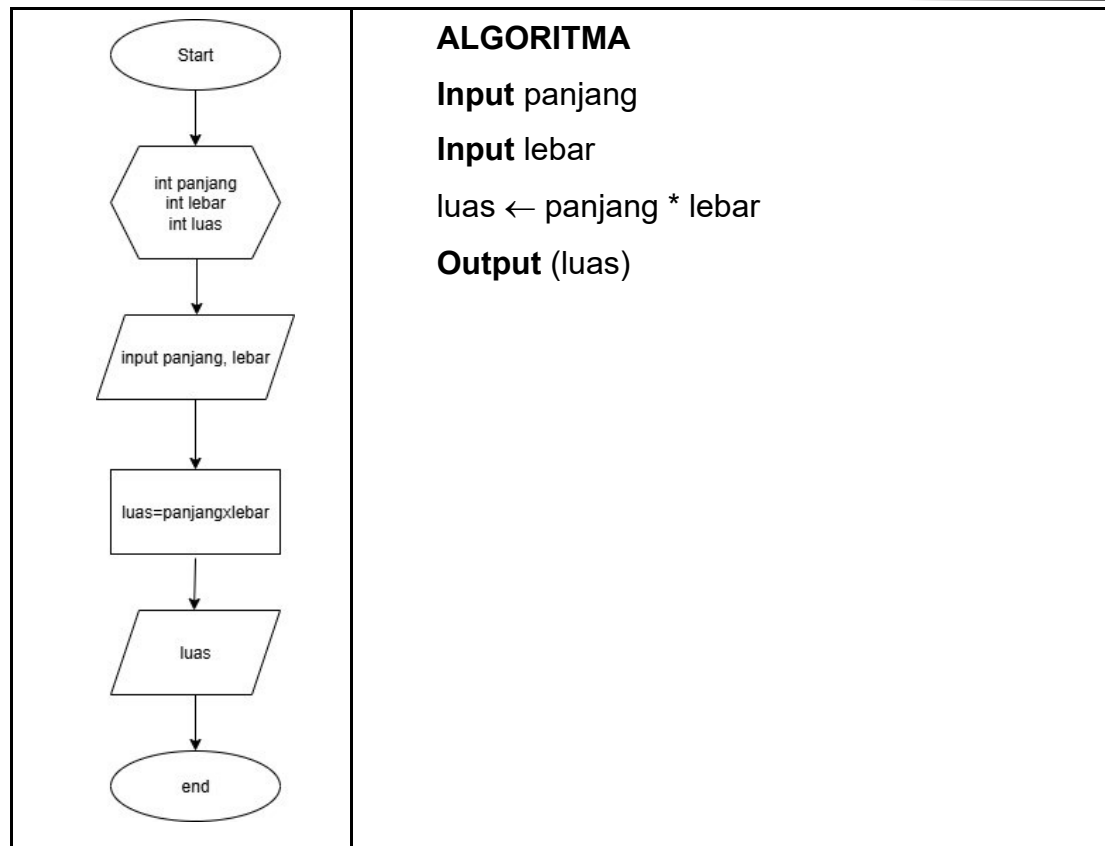 Start
int panjang
int lebar
int luas
input panjang, lebar
luas=panjangxlebar
luas
end
ALGORITMA
Input panjang
Input lebar
luas ← panjang * lebar
Output (luas)